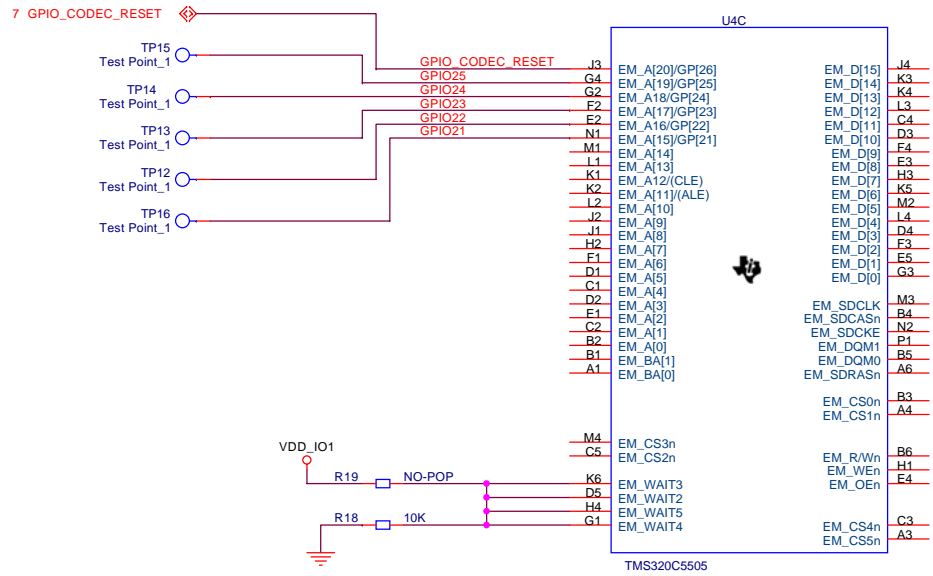 7 GPIO_CODEC_RESET
U4C
TP15
Test Point_1
TP14
Test Point_1
TP13
Test Point_1
TP12
Test Point_1
TP16
Test Point_1
GPIO_CODEC_RESET
GPIO25
GPIO24
GPIO23
GPIO22
GPIO21
J3 EM_A[20]/GP[26]
G4 EM_A[19]/GP[25]
G2 EM_A18/GP[24]
F2 EM_A[17]/GP[23]
E2 EM_A16/GP[22]
N1 EM_A[15]/GP[21]
M1 EM_A[14]
L1 EM_A[13]
K1 EM_A12/(CLE)
K2 EM_A[11]/(ALE)
L2 EM_A[10]
J2 EM_A[9]
J1 EM_A[8]
H2 EM_A[7]
F1 EM_A[6]
D1 EM_A[5]
C1 EM_A[4]
D2 EM_A[3]
E1 EM_A[2]
C2 EM_A[1]
B2 EM_A[0]
B1 EM_BA[1]
A1 EM_BA[0]
M4 EM_CS3n
C5 EM_CS2n
K6 EM_WAIT3
D5 EM_WAIT2
H4 EM_WAIT5
G1 EM_WAIT4
EM_D[15] J4
EM_D[14] K3
EM_D[13] K4
EM_D[12] L3
EM_D[11] C4
EM_D[10] D3
EM_D[9] F4
EM_D[8] E3
EM_D[7] H3
EM_D[6] K5
EM_D[5] M2
EM_D[4] L4
EM_D[3] D4
EM_D[2] F3
EM_D[1] E5
EM_D[0] G3
EM_SDCLK M3
EM_SDCASn B4
EM_SDCKE N2
EM_DQM1 P1
EM_DQM0 B5
EM_SDRASn A6
EM_CS0n B3
EM_CS1n A4
EM_R/Wn B6
EM_WEn H1
EM_OEn E4
EM_CS4n C3
EM_CS5n A3
VDD_IO1
R19 NO-POP
R18 10K
TMS320C5505